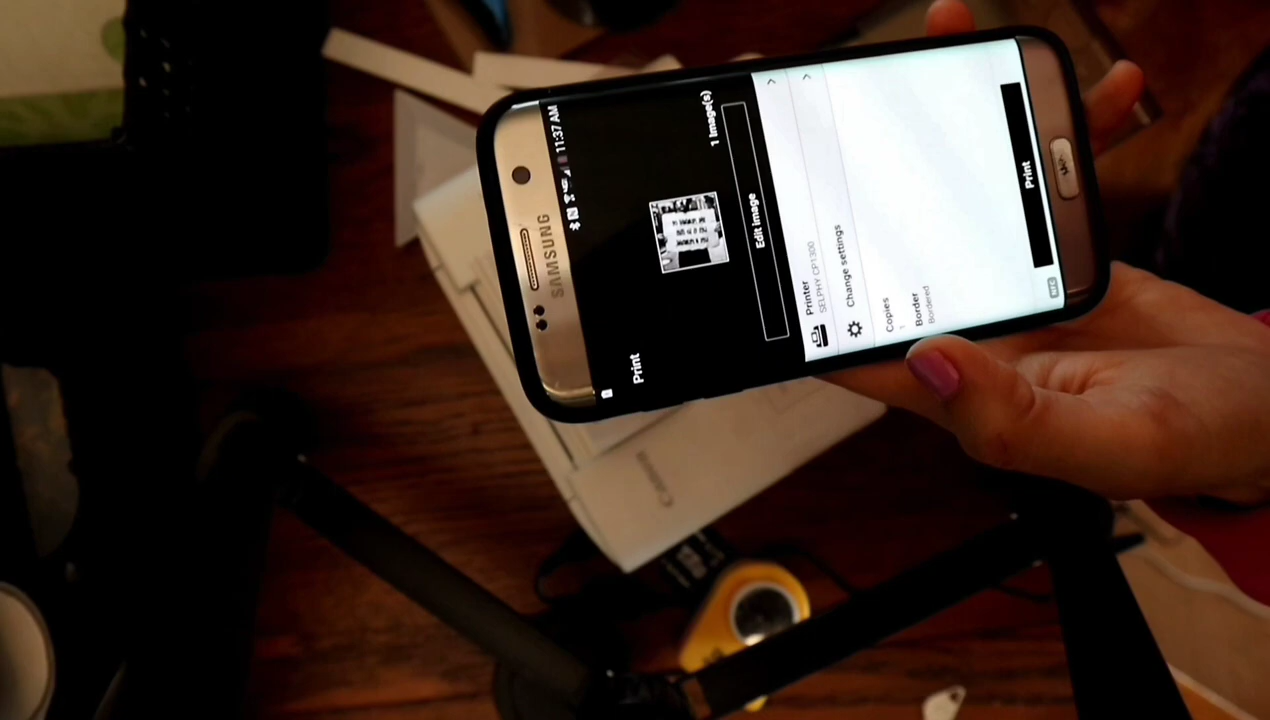 SAMSUNG
11:37 AM
Print
1 Image(s)
Edit image
Printer
SELPHY CP1300
Change settings
Copies
1
Border
Bordered
Print
NFC
Canon